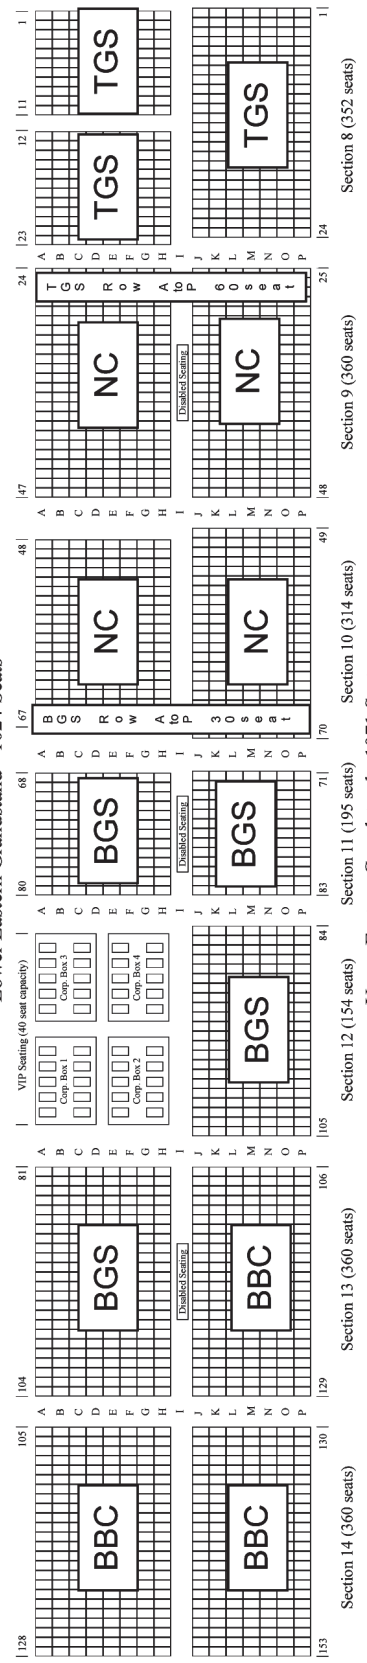 |128 105| |104 81| VIP Seating (40 seat capacity) |80 68| |67 48| |47 24| |23 12| |11 1|
Corp. Box 1 Corp. Box 3
BBC BGS BGS NC NC TGS TGS
Corp. Box 2 Corp. Box 4
BGS Row A to P 30 seat
TGS Row A to P 60 seat
A A A A A A
B B B B B B
C C C C C C
D D D D D D
E E E E E E
F F F F F F
G G G G G G
H H H H H H
I Disabled Seating I I Disabled Seating I I Disabled Seating I
J J J J J J
K K K K K K
L L L L L L
M M M M M M
N N N N N N
O O O O O O
P P P P P P
BBC BBC BGS BGS NC NC TGS
|153 130| |129 106| |105 84| |83 71| |70 49| |48 25| |24 1|
Section 14 (360 seats) Section 13 (360 seats) Section 12 (154 seats) Section 11 (195 seats) Section 10 (314 seats) Section 9 (360 seats) Section 8 (352 seats)